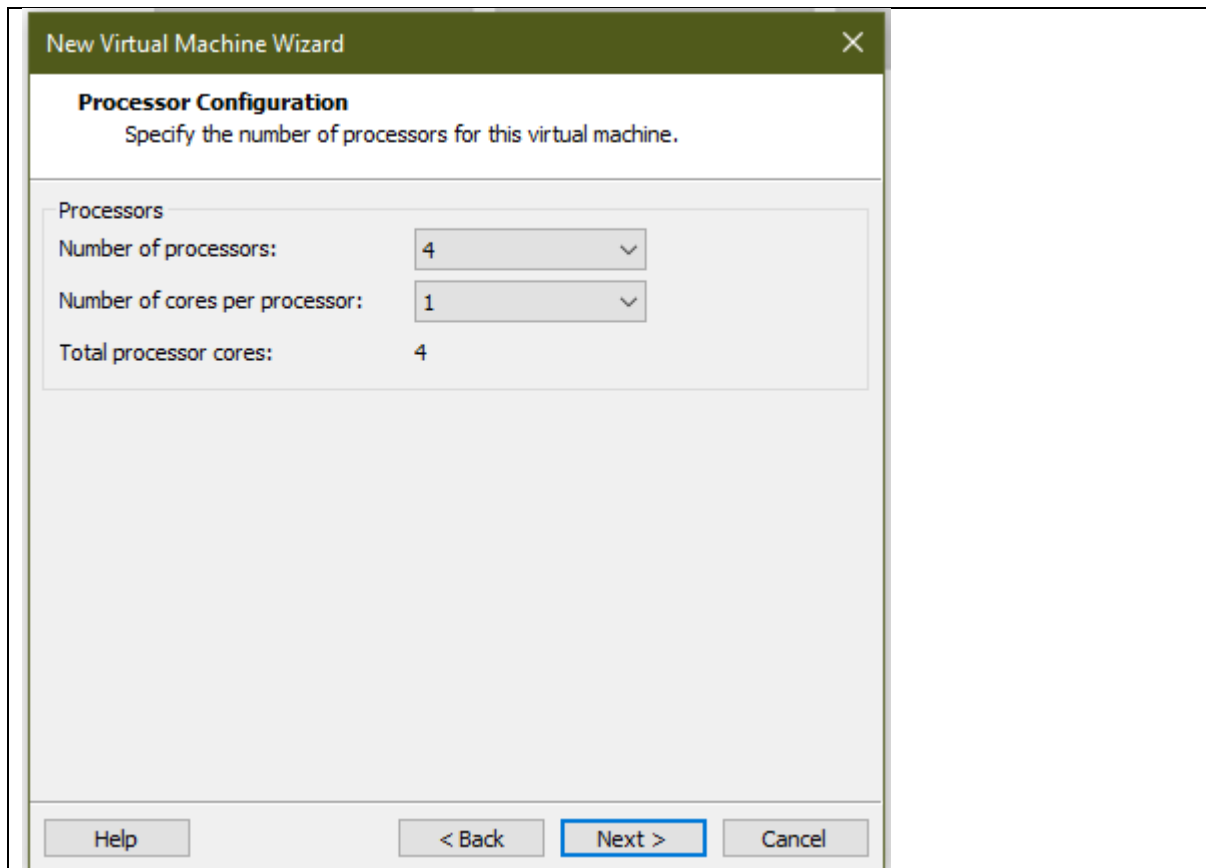 New Virtual Machine Wizard
Processor Configuration
Specify the number of processors for this virtual machine.
Processors
Number of processors: 4
Number of cores per processor: 1
Total processor cores: 4
Help < Back Next > Cancel